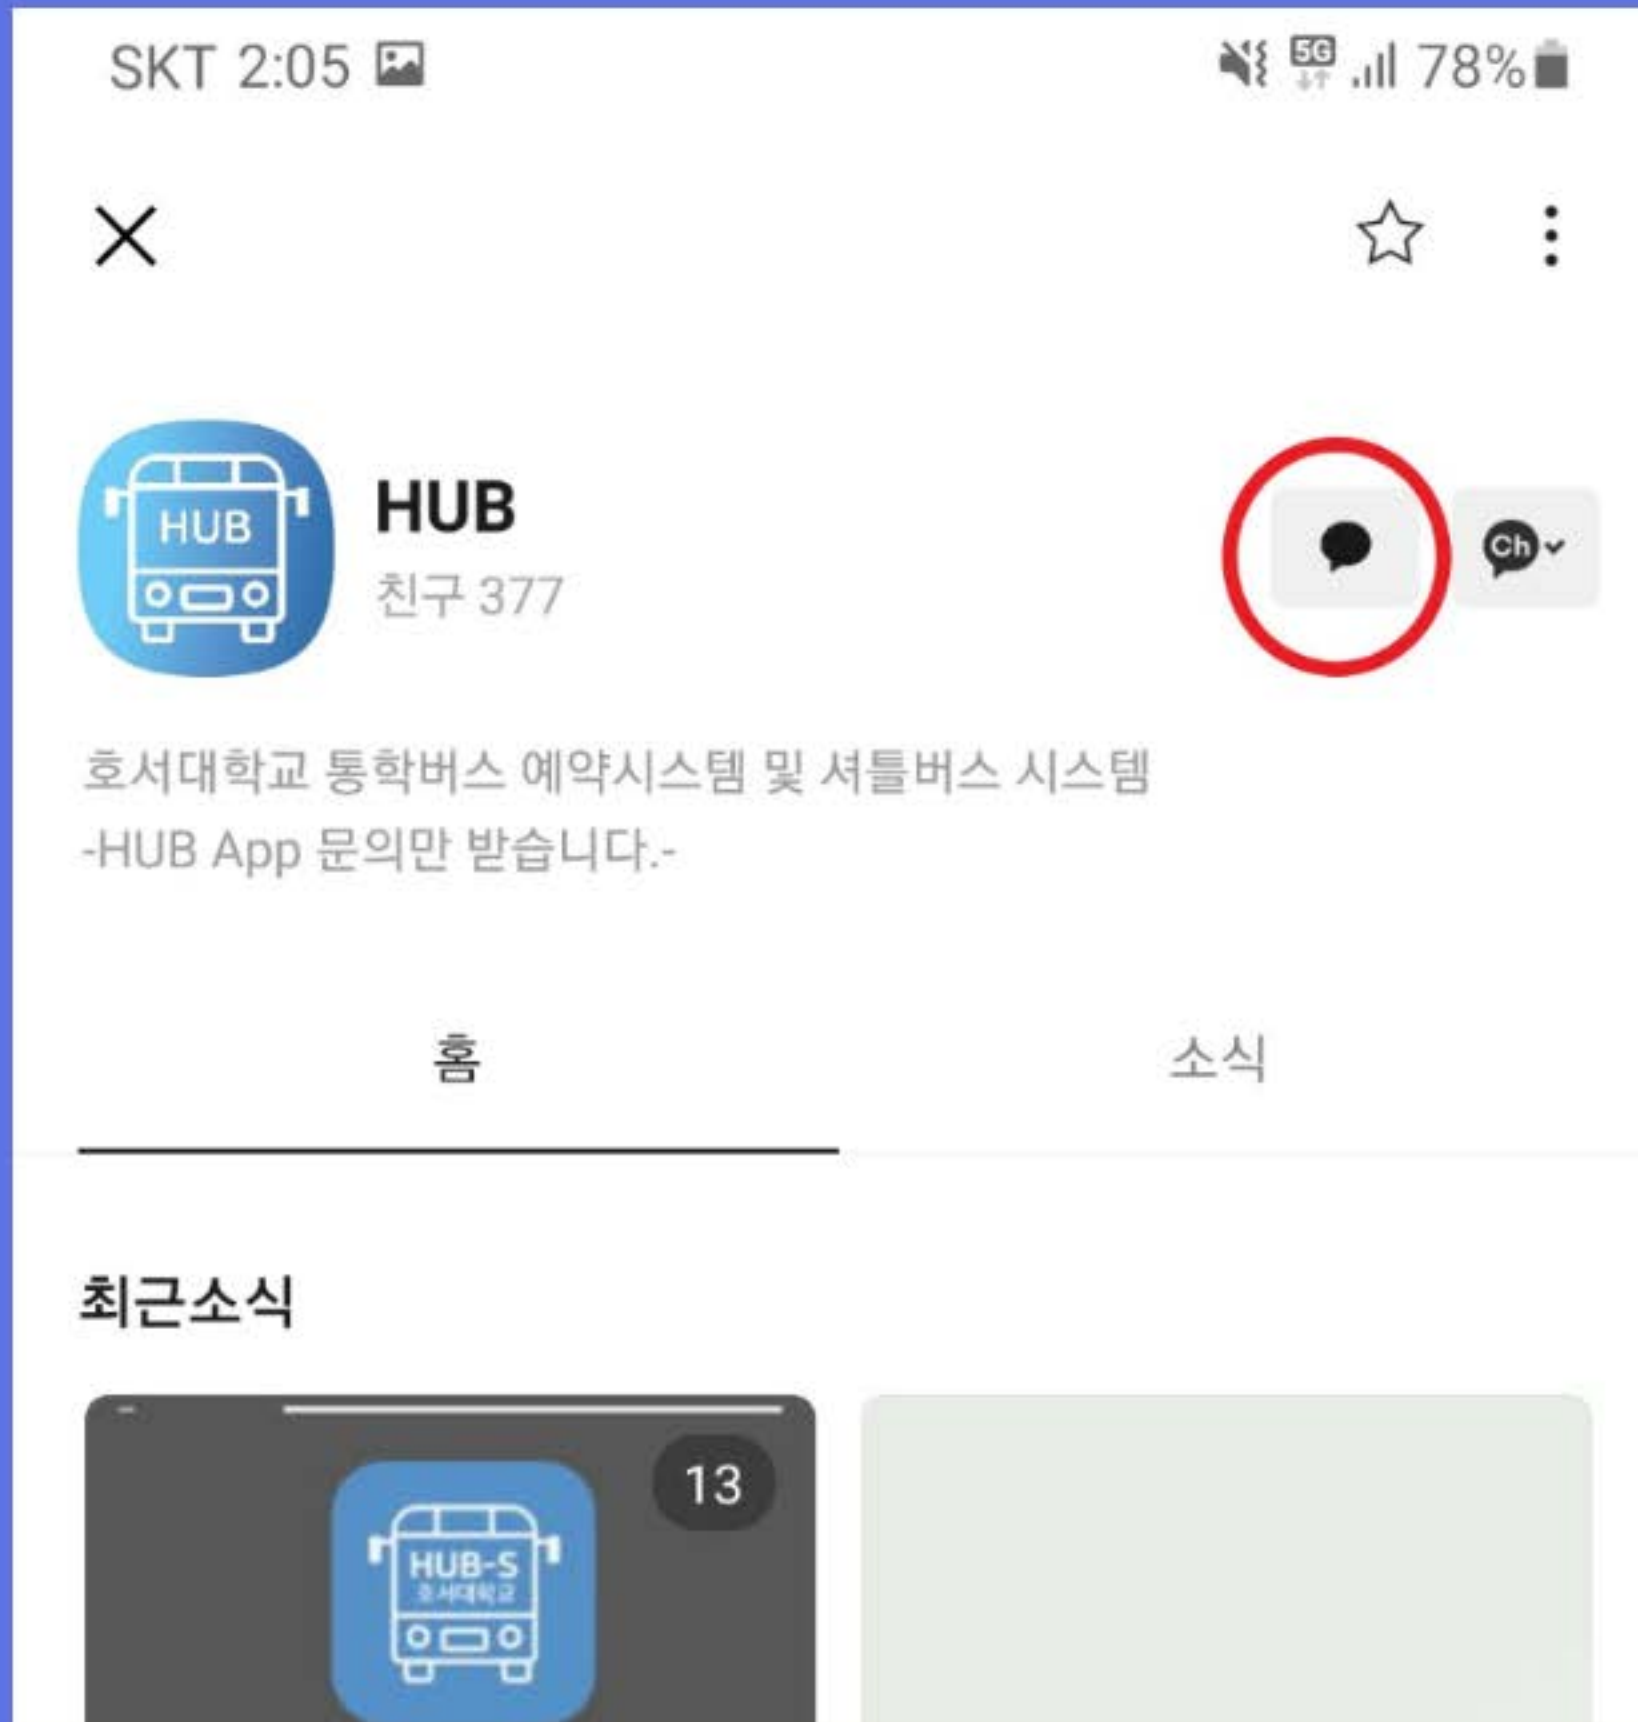 SKT 2:05
5G 78%
HUB
HUB
친구 377
Ch
호서대학교 통학버스 예약시스템 및 셔틀버스 시스템
-HUB App 문의만 받습니다.-
홈
소식
최근소식
13
HUB-S
호서대학교